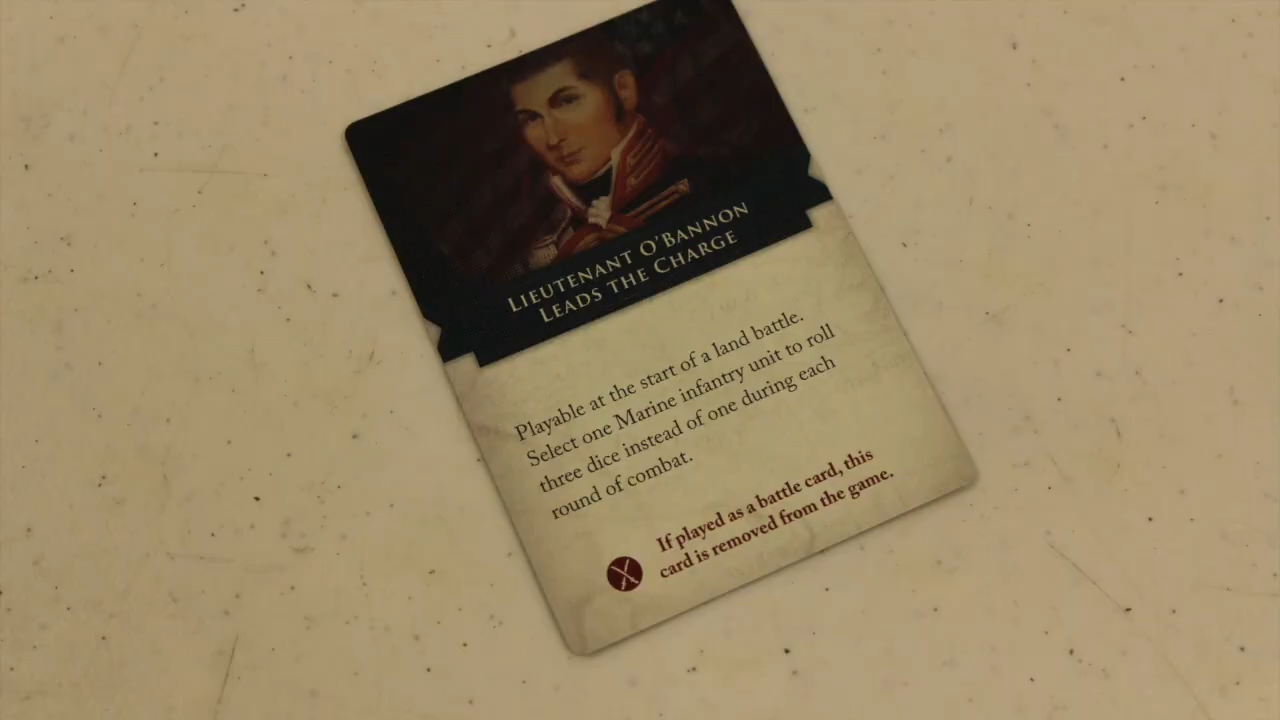 Lieutenant O'Bannon
Leads the Charge
Playable at the start of a land battle.
Select one Marine infantry unit to roll
three dice instead of one during each
round of combat.
If played as a battle card, this
card is removed from the game.